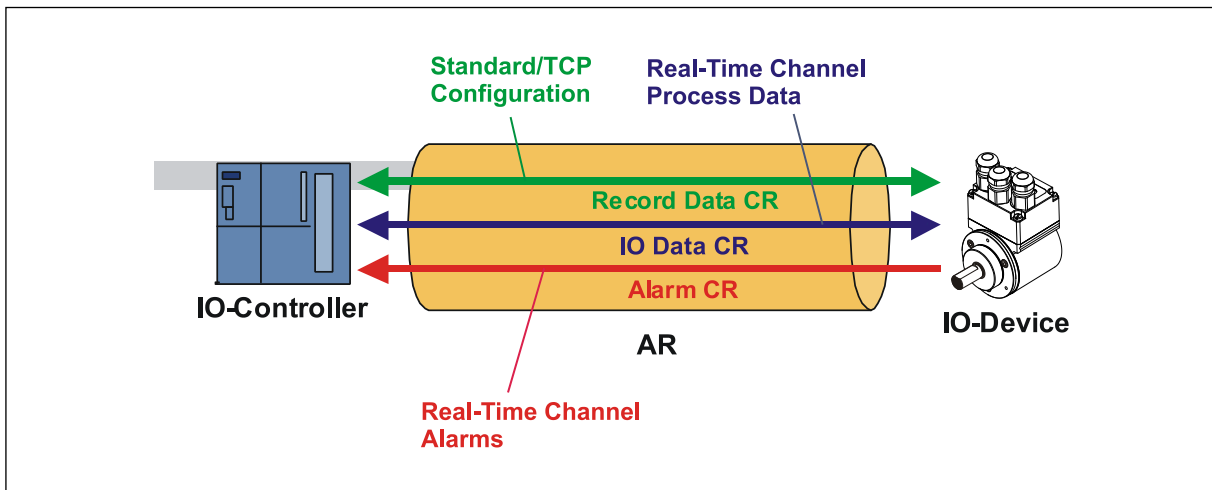 Standard/TCP
Configuration
Real-Time Channel
Process Data
Record Data CR
IO Data CR
Alarm CR
IO-Controller
IO-Device
AR
Real-Time Channel
Alarms